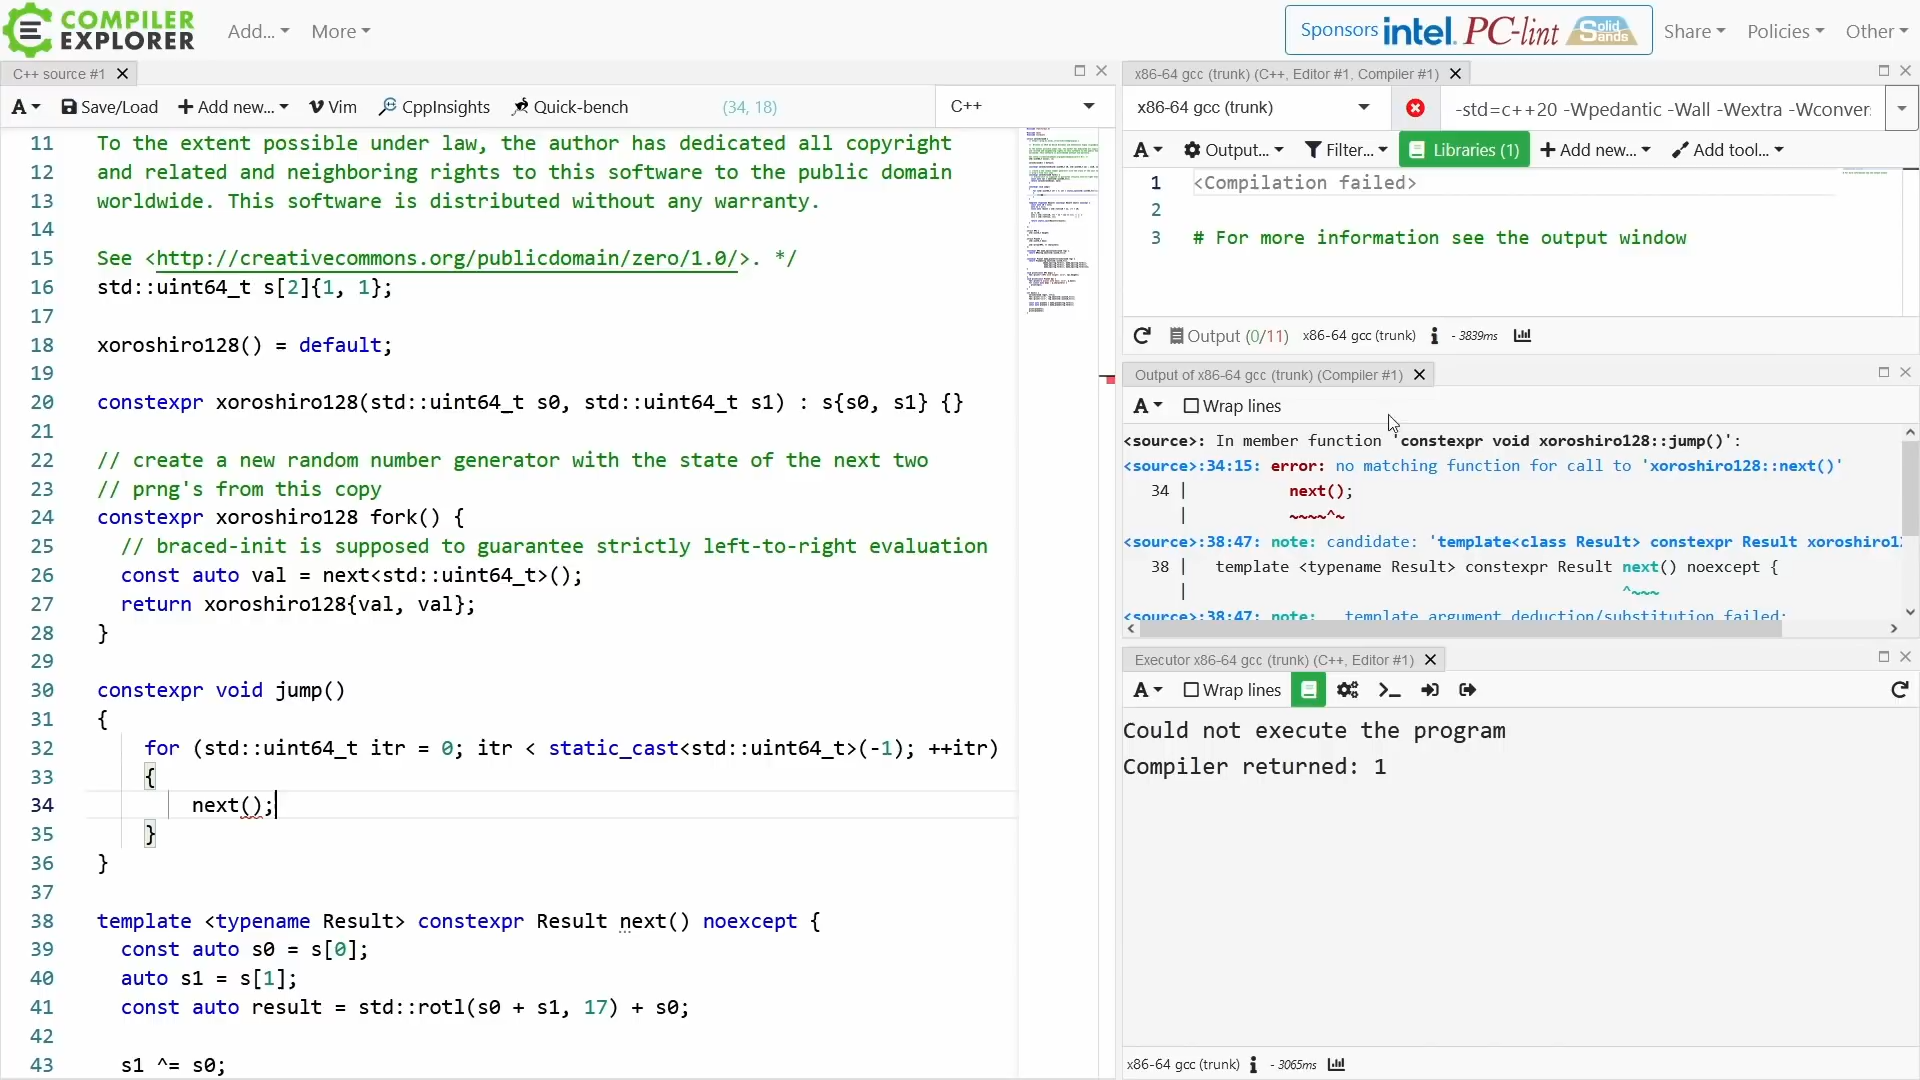 COMPILER
EXPLORER
Add...
More
Sponsors intel. PC-lint Solid Sands
Share
Policies
Other
C++ source #1
A
Save/Load
Add new...
Vim
CppInsights
Quick-bench
(34, 18)
C++
11 To the extent possible under law, the author has dedicated all copyright
12 and related and neighboring rights to this software to the public domain
13 worldwide. This software is distributed without any warranty.
14
15 See <http://creativecommons.org/publicdomain/zero/1.0/>. */
16 std::uint64_t s[2]{1, 1};
17
18 xoroshiro128() = default;
19
20 constexpr xoroshiro128(std::uint64_t s0, std::uint64_t s1) : s{s0, s1} {}
21
22 // create a new random number generator with the state of the next two
23 // prng's from this copy
24 constexpr xoroshiro128 fork() {
25 // braced-init is supposed to guarantee strictly left-to-right evaluation
26 const auto val = next<std::uint64_t>();
27 return xoroshiro128{val, val};
28 }
29
30 constexpr void jump()
31 {
32 for (std::uint64_t itr = 0; itr < static_cast<std::uint64_t>(-1); ++itr)
33 {
34 next();
35 }
36 }
37
38 template <typename Result> constexpr Result next() noexcept {
39 const auto s0 = s[0];
40 auto s1 = s[1];
41 const auto result = std::rotl(s0 + s1, 17) + s0;
42
43 s1 ^= s0;
x86-64 gcc (trunk) (C++, Editor #1, Compiler #1)
x86-64 gcc (trunk)
-std=c++20 -Wpedantic -Wall -Wextra -Wconver
A
Output...
Filter...
Libraries (1)
Add new...
Add tool...
1 <Compilation failed>
2
3 # For more information see the output window
Output (0/11) x86-64 gcc (trunk) i - 3839ms
Output of x86-64 gcc (trunk) (Compiler #1)
A
Wrap lines
<source>: In member function 'constexpr void xoroshiro128::jump()':
<source>:34:15: error: no matching function for call to 'xoroshiro128::next()'
34 | next();
| ~~~~^~
<source>:38:47: note: candidate: 'template<class Result> constexpr Result xoroshiro12
38 | template <typename Result> constexpr Result next() noexcept {
| ^~~~
<source>:38:47: note: template argument deduction/substitution failed:
Executor x86-64 gcc (trunk) (C++, Editor #1)
A
Wrap lines
Could not execute the program
Compiler returned: 1
x86-64 gcc (trunk) i - 3065ms